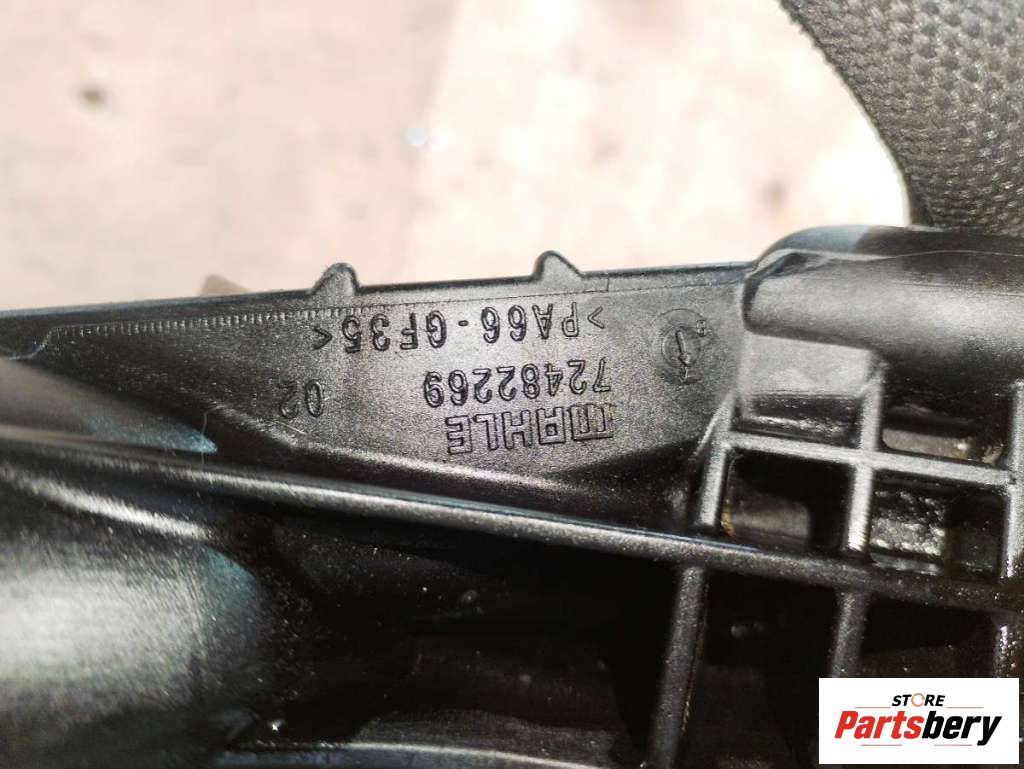 MAHLE
72482269 02
>PA66-GF35<
STORE
Partsbery